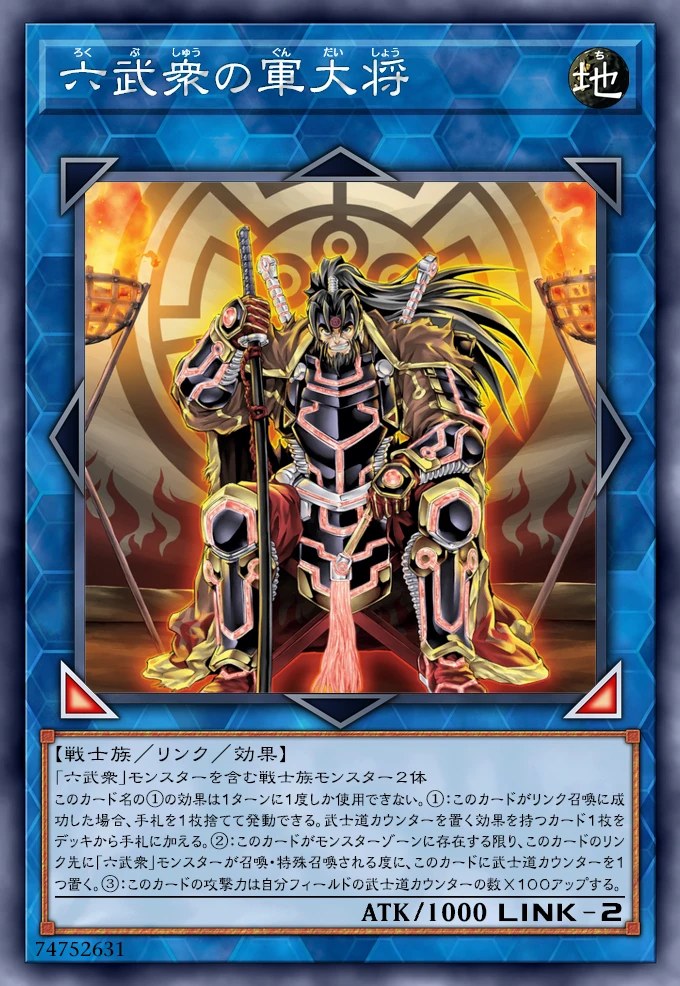 ろく ぶ しゅう ぐん だい しょう
六武衆の軍大将
ち
地
【戦士族／リンク／効果】
「六武衆」モンスターを含む戦士族モンスター２体
このカード名の①の効果は１ターンに１度しか使用できない。①：このカードがリンク召喚に成
功した場合、手札を１枚捨てて発動できる。武士道カウンターを置く効果を持つカード１枚を
デッキから手札に加える。②：このカードがモンスターゾーンに存在する限り、このカードのリン
ク先に「六武衆」モンスターが召喚・特殊召喚される度に、このカードに武士道カウンターを１
つ置く。③：このカードの攻撃力は自分フィールドの武士道カウンターの数×１００アップする。
ATK/1000 LINK-2
74752631